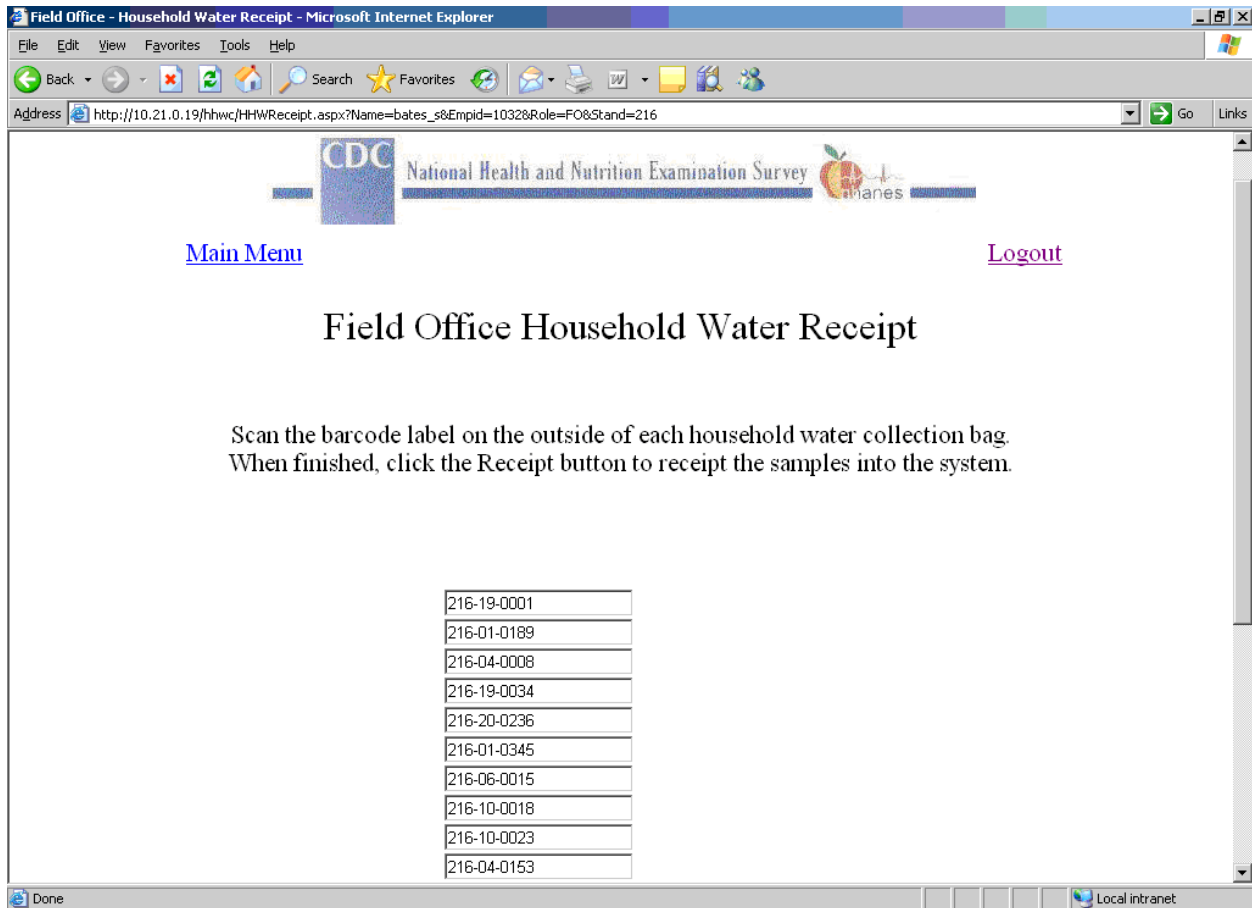 Field Office - Household Water Receipt - Microsoft Internet Explorer
File Edit View Favorites Tools Help
Back Search Favorites
Address http://10.21.0.19/hhwc/HHWReceipt.aspx?Name=bates_s&Empid=1032&Role=FO&Stand=216 Go Links
CDC National Health and Nutrition Examination Survey nhanes
Main Menu Logout
Field Office Household Water Receipt
Scan the barcode label on the outside of each household water collection bag.
When finished, click the Receipt button to receipt the samples into the system.
216-19-0001
216-01-0189
216-04-0008
216-19-0034
216-20-0236
216-01-0345
216-06-0015
216-10-0018
216-10-0023
216-04-0153
Done Local intranet